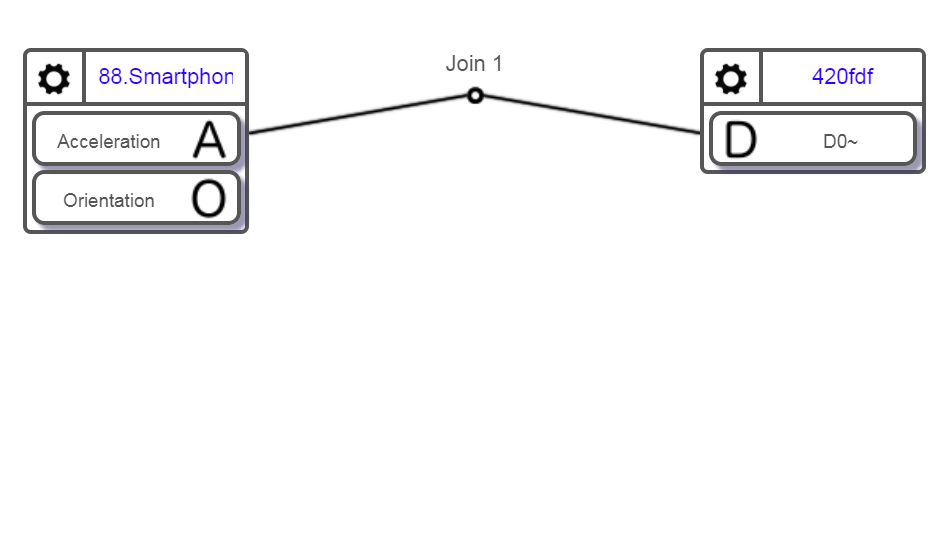 Join 1
88.Smartphon
420fdf
Acceleration A
D D0~
Orientation O